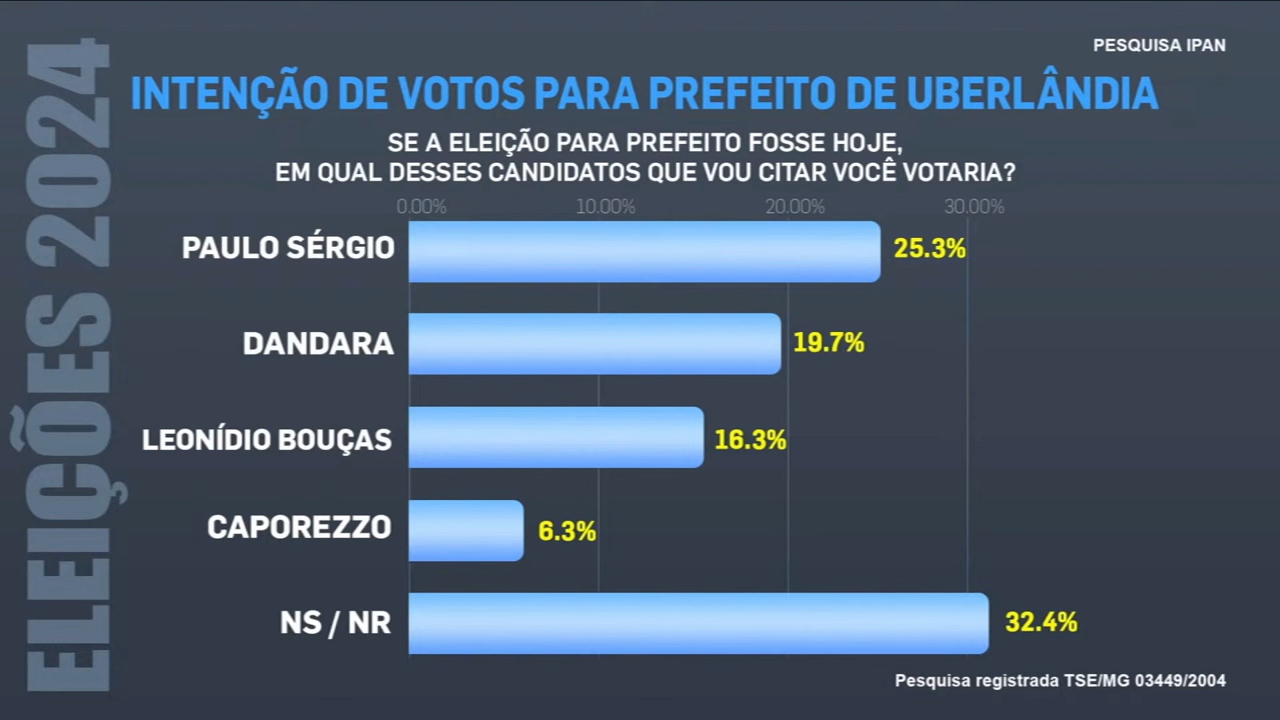 PESQUISA IPAN
ELEIÇÕES 2024
INTENÇÃO DE VOTOS PARA PREFEITO DE UBERLÂNDIA
SE A ELEIÇÃO PARA PREFEITO FOSSE HOJE,
EM QUAL DESSES CANDIDATOS QUE VOU CITAR VOCÊ VOTARIA?
0.00% 10.00% 20.00% 30.00%
PAULO SÉRGIO 25.3%
DANDARA 19.7%
LEONÍDIO BOUÇAS 16.3%
CAPOREZZO 6.3%
NS / NR 32.4%
Pesquisa registrada TSE/MG 03449/2004